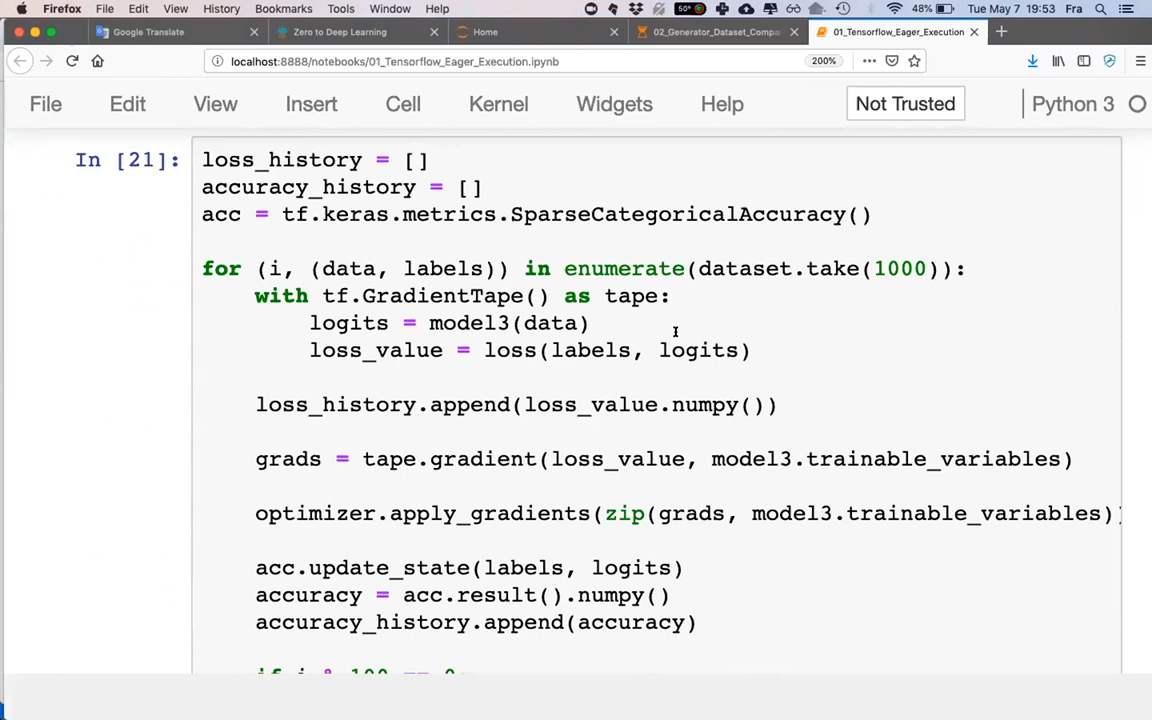 Firefox File Edit View History Bookmarks Tools Window Help 50° 48% Tue May 7 19:53 Fra
Google Translate Zero to Deep Learning Home 02_Generator_Dataset_Compa 01_Tensorflow_Eager_Execution
localhost:8888/notebooks/01_Tensorflow_Eager_Execution.ipynb 200%
File Edit View Insert Cell Kernel Widgets Help Not Trusted Python 3
In [21]: loss_history = []
accuracy_history = []
acc = tf.keras.metrics.SparseCategoricalAccuracy()
for (i, (data, labels)) in enumerate(dataset.take(1000)):
with tf.GradientTape() as tape:
logits = model3(data)
loss_value = loss(labels, logits)
loss_history.append(loss_value.numpy())
grads = tape.gradient(loss_value, model3.trainable_variables)
optimizer.apply_gradients(zip(grads, model3.trainable_variables))
acc.update_state(labels, logits)
accuracy = acc.result().numpy()
accuracy_history.append(accuracy)
if i % 100 == 0: